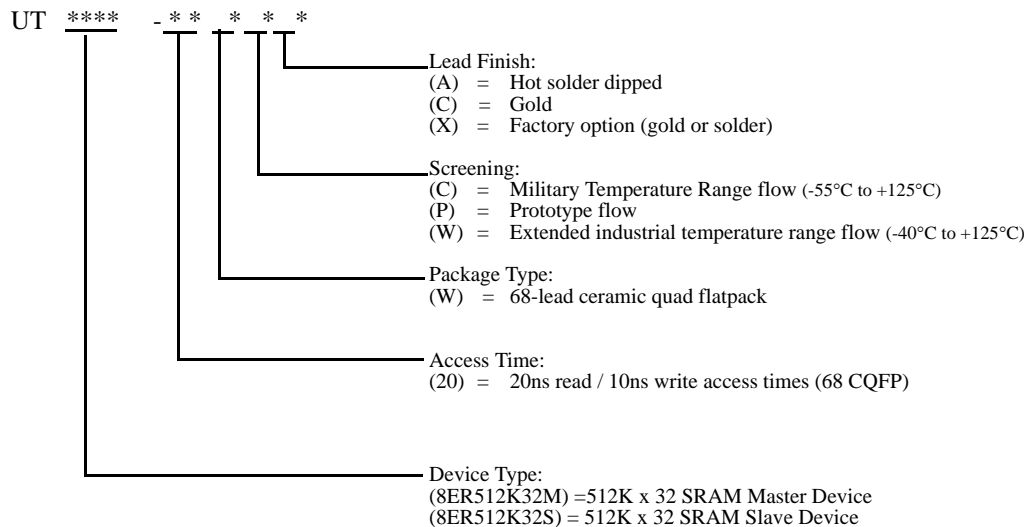 UT **** - * * * * *
Lead Finish:
(A) = Hot solder dipped
(C) = Gold
(X) = Factory option (gold or solder)
Screening:
(C) = Military Temperature Range flow (-55°C to +125°C)
(P) = Prototype flow
(W) = Extended industrial temperature range flow (-40°C to +125°C)
Package Type:
(W) = 68-lead ceramic quad flatpack
Access Time:
(20) = 20ns read / 10ns write access times (68 CQFP)
Device Type:
(8ER512K32M) =512K x 32 SRAM Master Device
(8ER512K32S) = 512K x 32 SRAM Slave Device